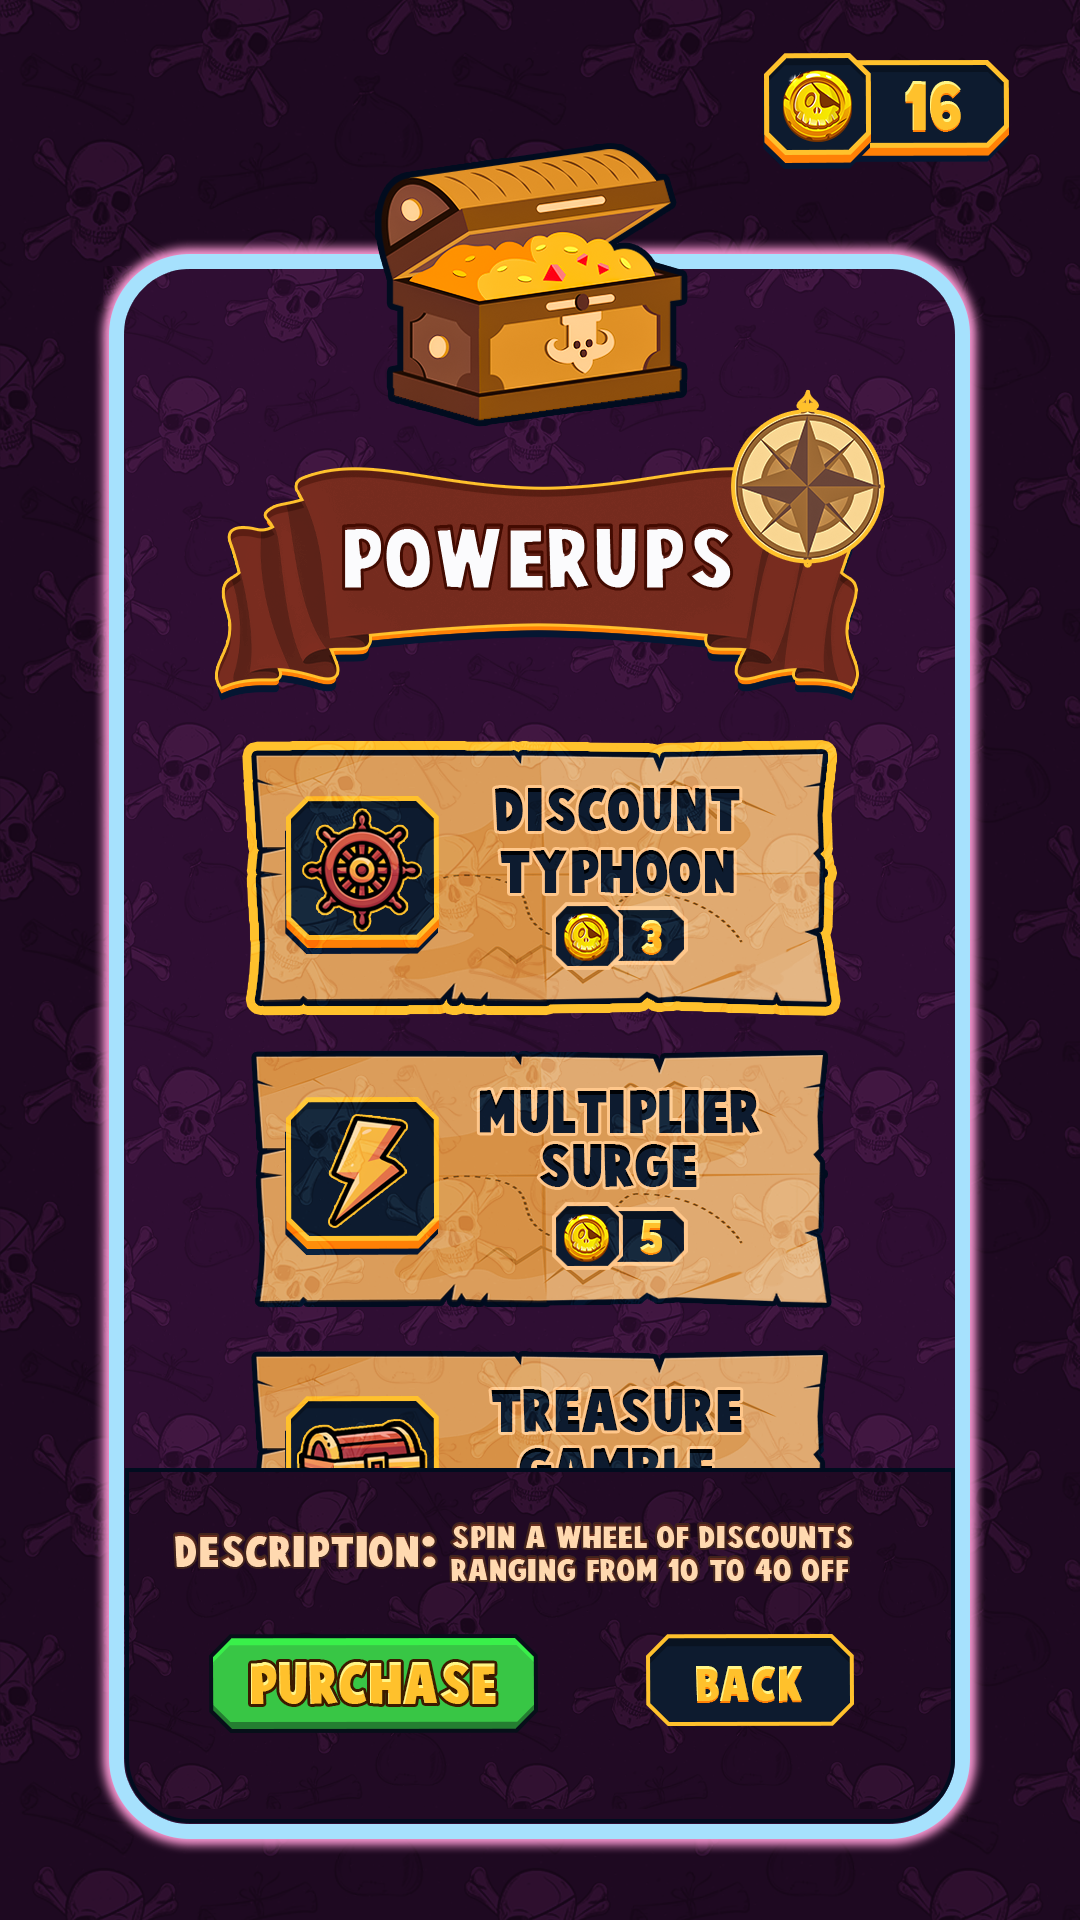 16
POWERUPS
DISCOUNT
TYPHOON
3
MULTIPLIER
SURGE
5
TREASURE
GAMBLE
DESCRIPTION:
SPIN A WHEEL OF DISCOUNTS
RANGING FROM 10 TO 40 OFF
PURCHASE
BACK